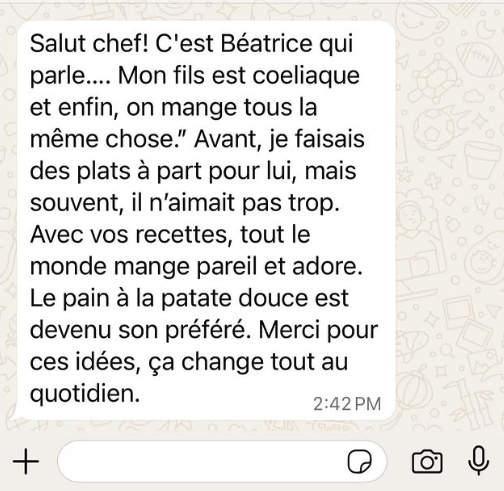 Salut chef! C'est Béatrice qui
parle.... Mon fils est coeliaque
et enfin, on mange tous la
même chose.” Avant, je faisais
des plats à part pour lui, mais
souvent, il n’aimait pas trop.
Avec vos recettes, tout le
monde mange pareil et adore.
Le pain à la patate douce est
devenu son préféré. Merci pour
ces idées, ça change tout au
quotidien.
2:42 PM